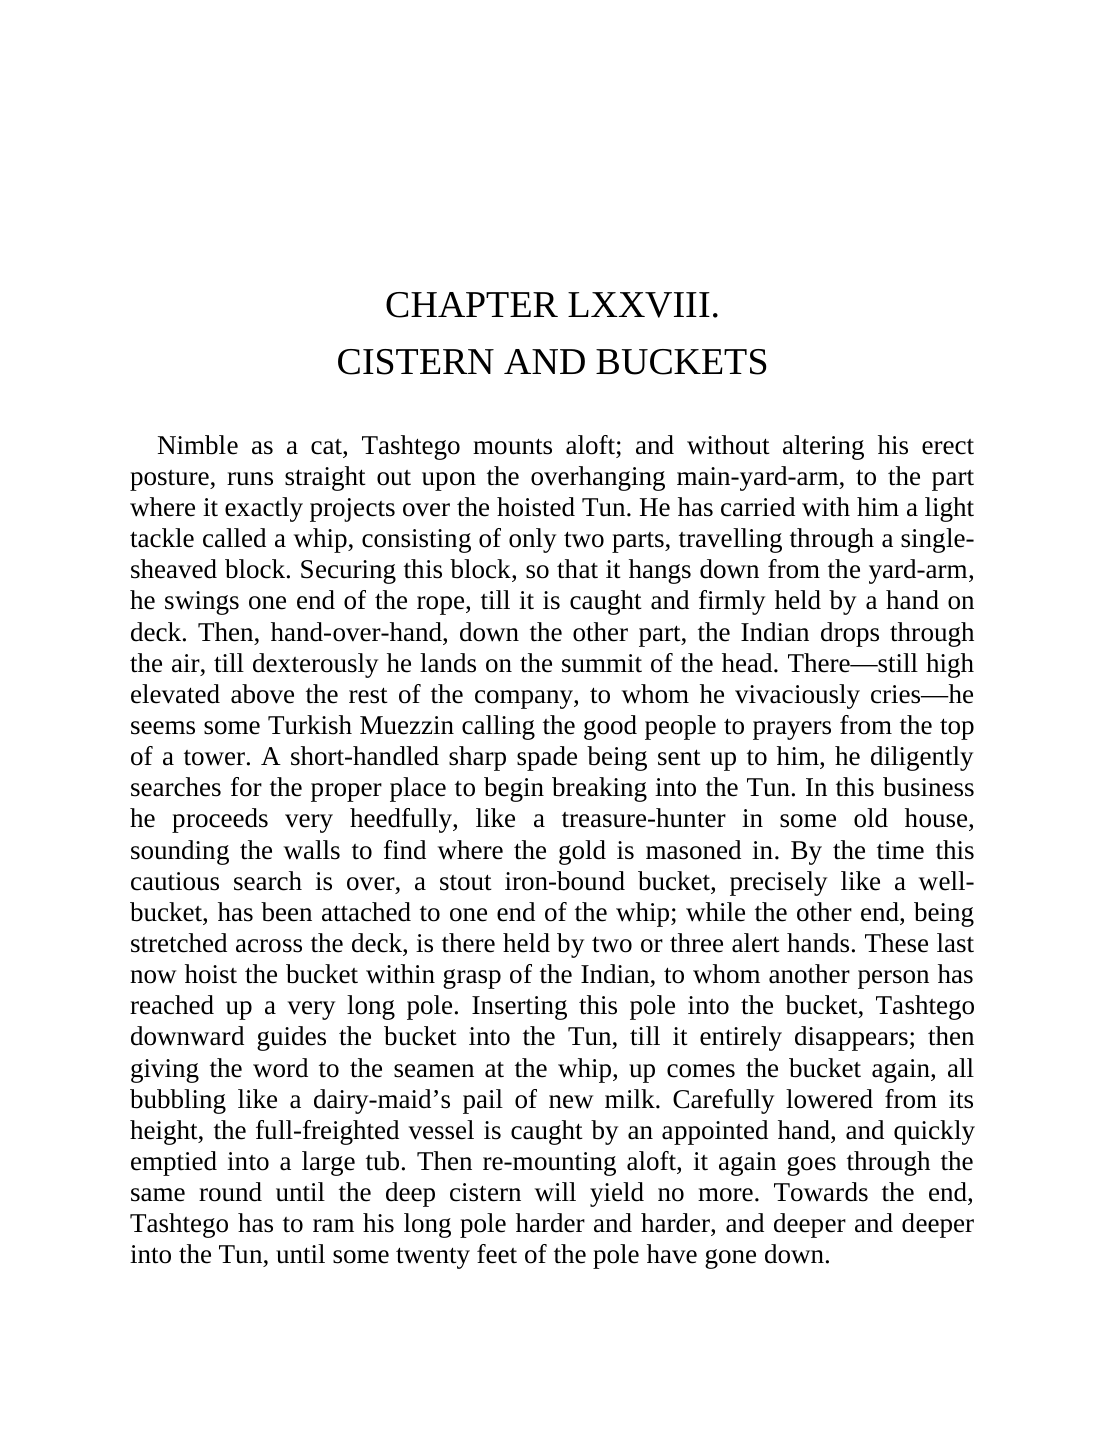 CHAPTER LXXVIII.
CISTERN AND BUCKETS
Nimble as a cat, Tashtego mounts aloft; and without altering his erect
posture, runs straight out upon the overhanging main-yard-arm, to the part
where it exactly projects over the hoisted Tun. He has carried with him a light
tackle called a whip, consisting of only two parts, travelling through a single-
sheaved block. Securing this block, so that it hangs down from the yard-arm,
he swings one end of the rope, till it is caught and firmly held by a hand on
deck. Then, hand-over-hand, down the other part, the Indian drops through
the air, till dexterously he lands on the summit of the head. There—still high
elevated above the rest of the company, to whom he vivaciously cries—he
seems some Turkish Muezzin calling the good people to prayers from the top
of a tower. A short-handled sharp spade being sent up to him, he diligently
searches for the proper place to begin breaking into the Tun. In this business
he proceeds very heedfully, like a treasure-hunter in some old house,
sounding the walls to find where the gold is masoned in. By the time this
cautious search is over, a stout iron-bound bucket, precisely like a well-
bucket, has been attached to one end of the whip; while the other end, being
stretched across the deck, is there held by two or three alert hands. These last
now hoist the bucket within grasp of the Indian, to whom another person has
reached up a very long pole. Inserting this pole into the bucket, Tashtego
downward guides the bucket into the Tun, till it entirely disappears; then
giving the word to the seamen at the whip, up comes the bucket again, all
bubbling like a dairy-maid’s pail of new milk. Carefully lowered from its
height, the full-freighted vessel is caught by an appointed hand, and quickly
emptied into a large tub. Then re-mounting aloft, it again goes through the
same round until the deep cistern will yield no more. Towards the end,
Tashtego has to ram his long pole harder and harder, and deeper and deeper
into the Tun, until some twenty feet of the pole have gone down.